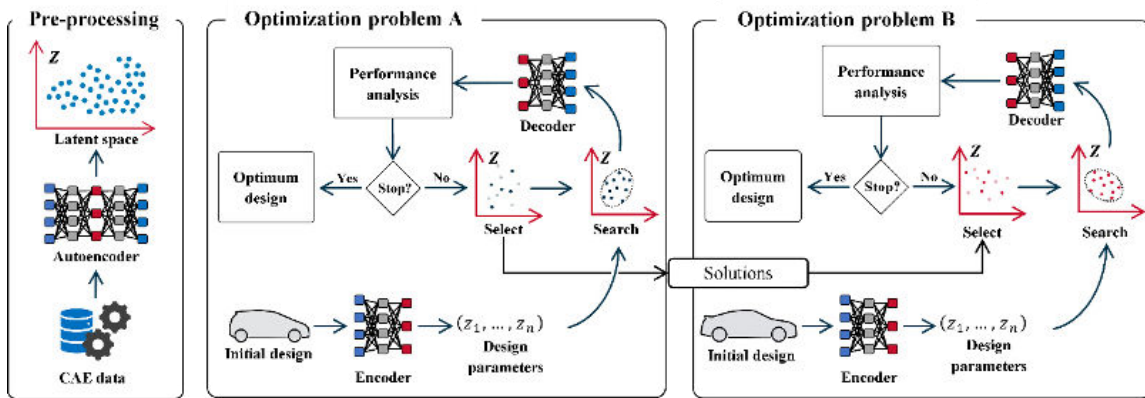 Pre-processing
Z
Latent space
Autoencoder
CAE data
Optimization problem A
Performance
analysis
Decoder
Optimum
design
Yes
Stop?
No
Z
Select
Z
Search
Initial design
Encoder
(z₁, ..., zₙ)
Design
parameters
Solutions
Optimization problem B
Performance
analysis
Decoder
Optimum
design
Yes
Stop?
No
Z
Select
Z
Search
Initial design
Encoder
(z₁, ..., zₙ)
Design
parameters